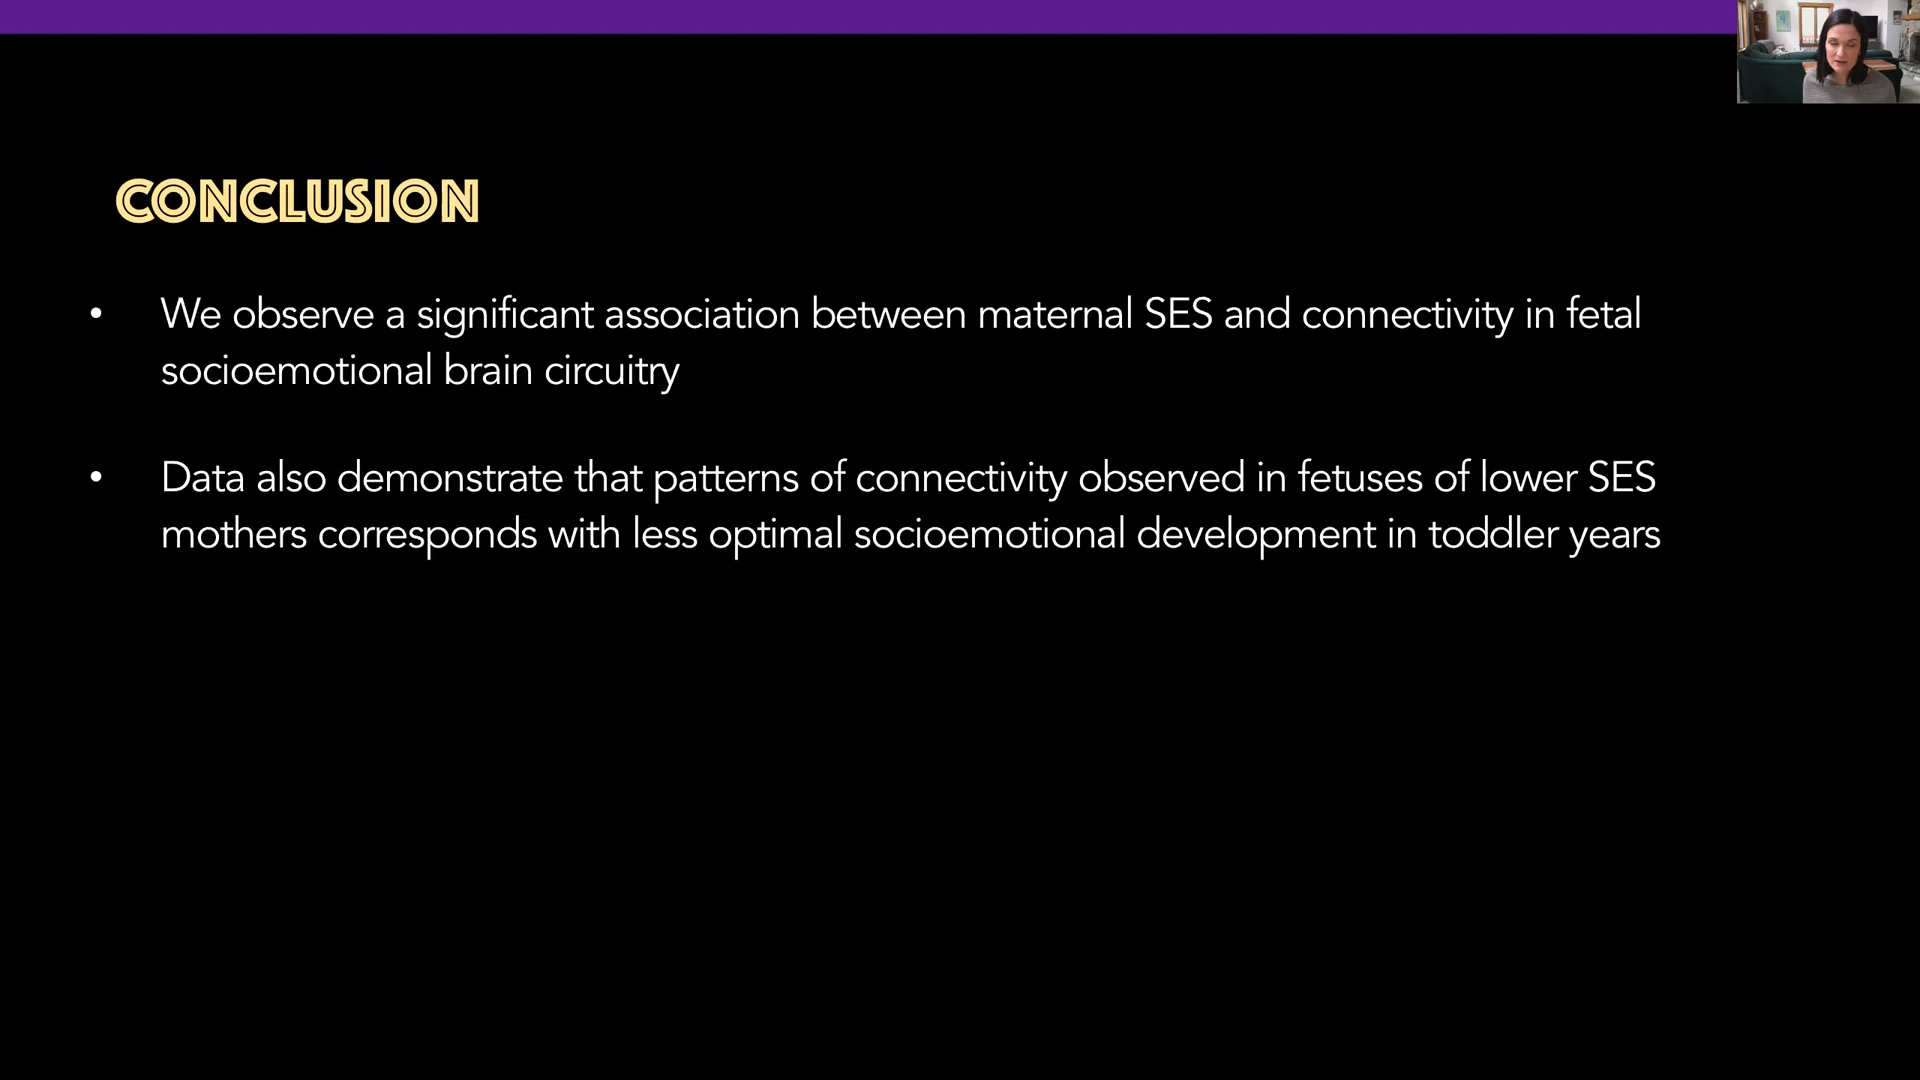 CONCLUSION
• We observe a significant association between maternal SES and connectivity in fetal
socioemotional brain circuitry
• Data also demonstrate that patterns of connectivity observed in fetuses of lower SES
mothers corresponds with less optimal socioemotional development in toddler years